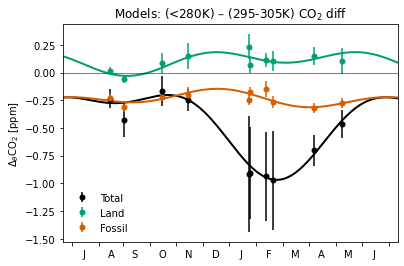 Models: (<280K) – (295-305K) CO₂ diff
ΔθCO₂ [ppm]
0.25
0.00
−0.25
−0.50
−0.75
−1.00
−1.25
−1.50
Total
Land
Fossil
J A S O N D J F M A M J